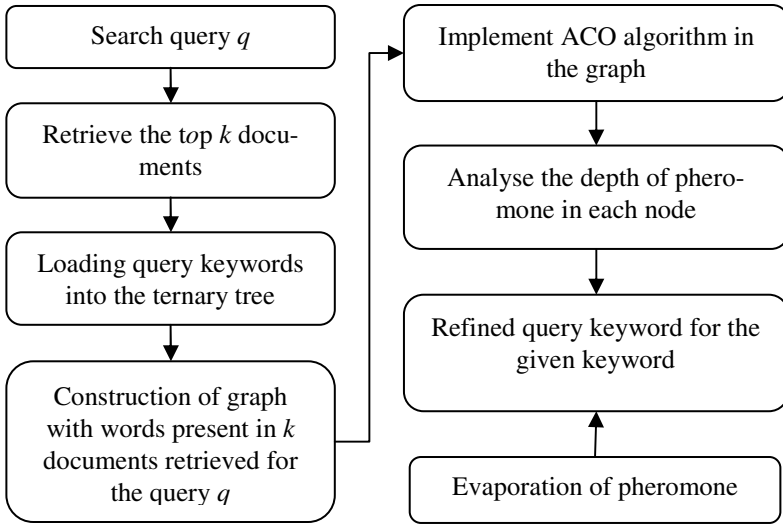 Search query q
Retrieve the top k docu-
ments
Loading query keywords
into the ternary tree
Construction of graph
with words present in k
documents retrieved for
the query q
Implement ACO algorithm in
the graph
Analyse the depth of phero-
mone in each node
Refined query keyword for the
given keyword
Evaporation of pheromone